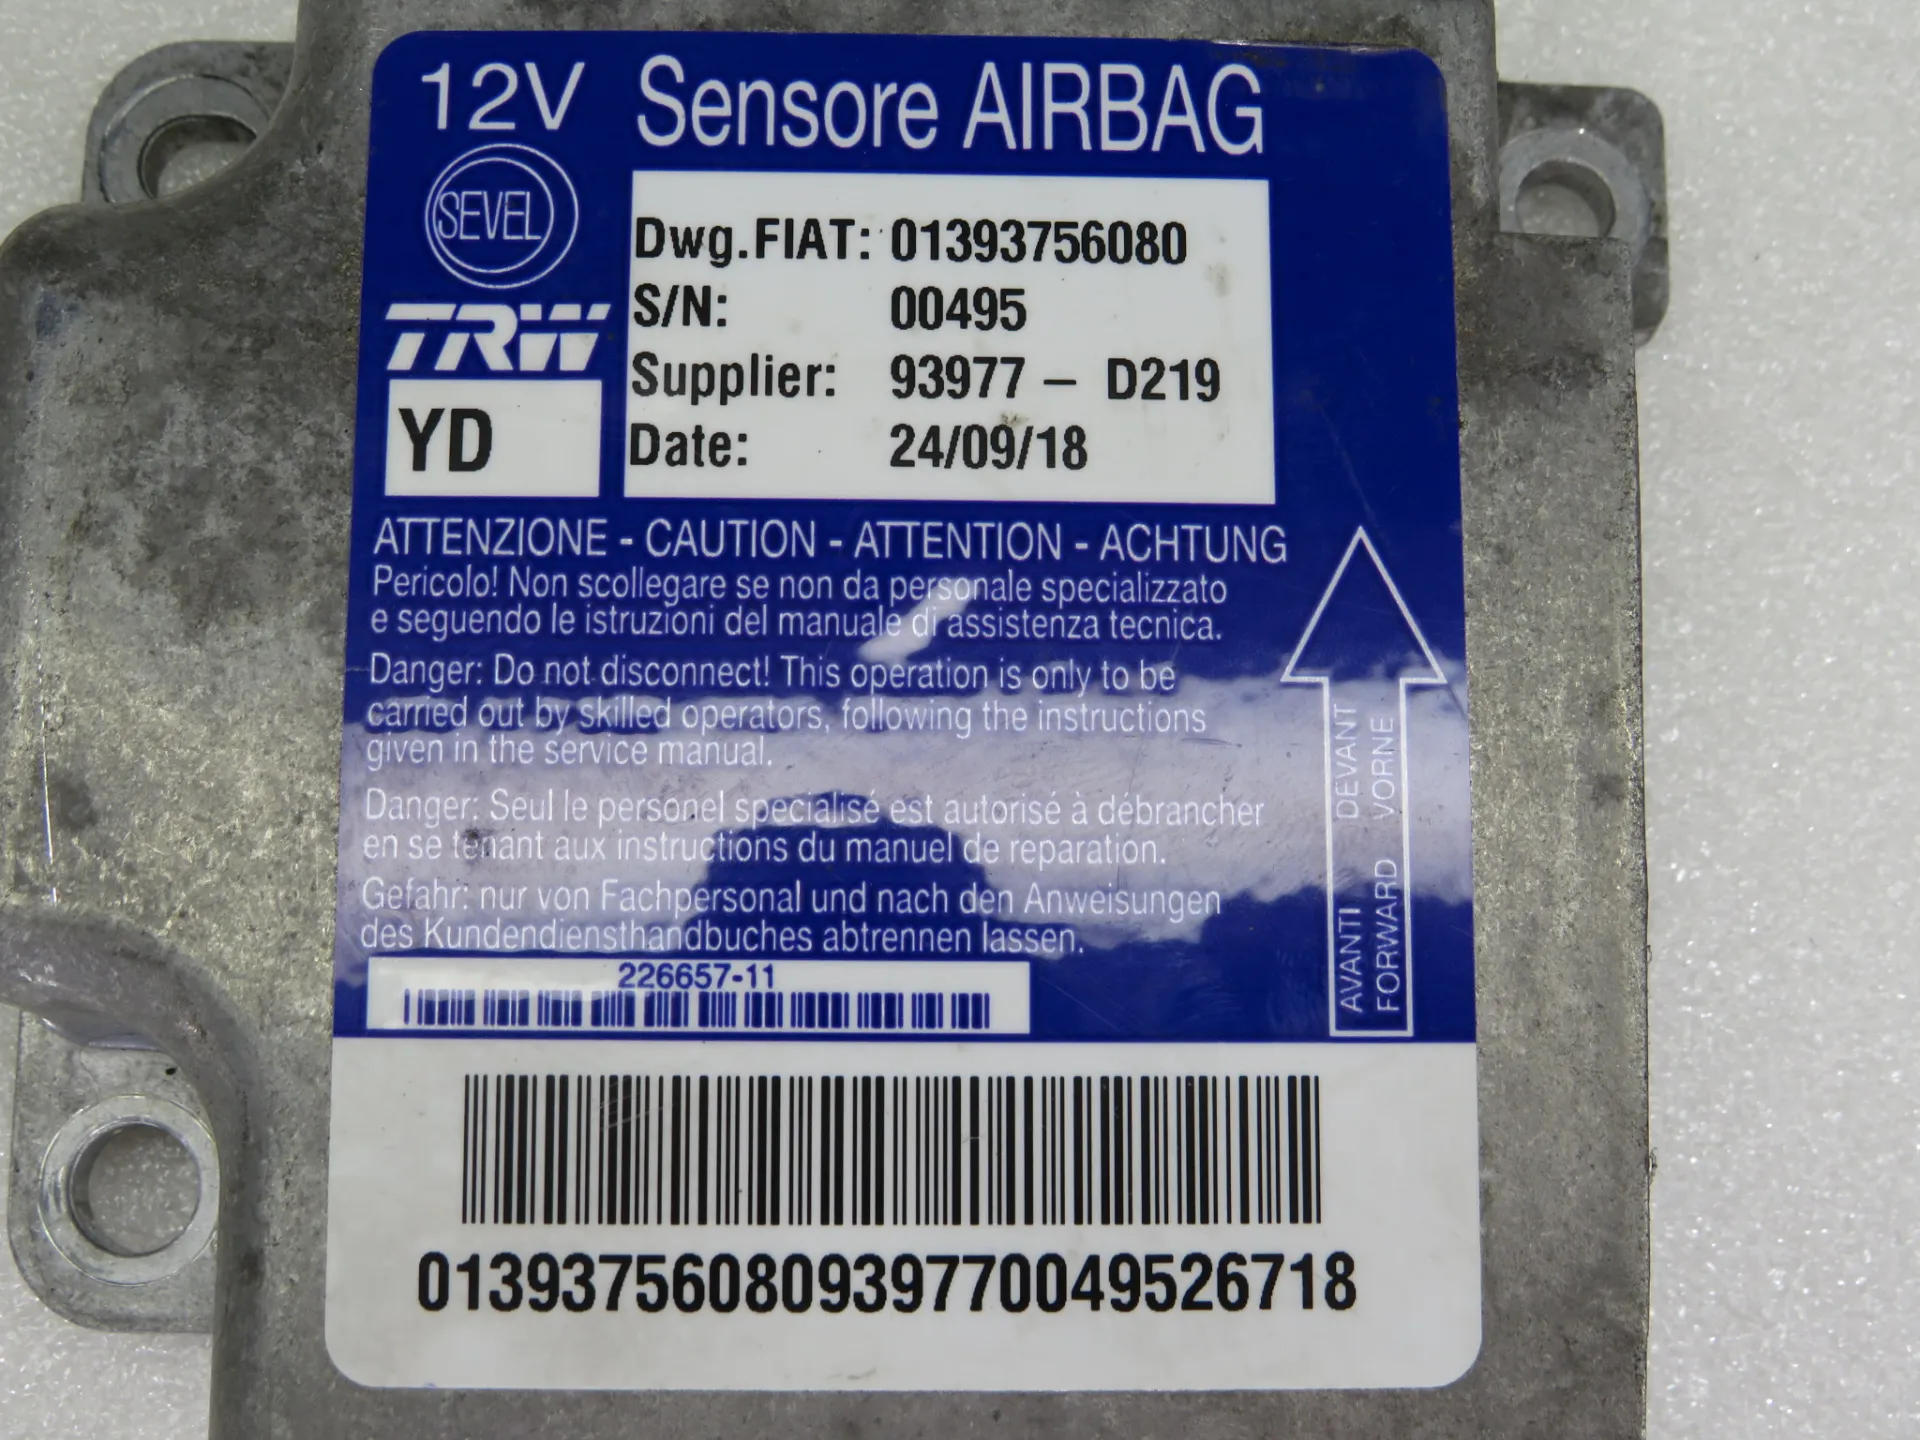 12V Sensore AIRBAG
SEVEL
TRW
YD
Dwg.FIAT: 01393756080
S/N: 00495
Supplier: 93977 – D219
Date: 24/09/18
ATTENZIONE - CAUTION - ATTENTION - ACHTUNG
Pericolo! Non scollegare se non da personale specializzato
e seguendo le istruzioni del manuale di assistenza tecnica.
Danger: Do not disconnect! This operation is only to be
carried out by skilled operators, following the instructions
given in the service manual.
Danger: Seul le personel specialisé est autorisé à débrancher
en se tenant aux instructions du manuel de reparation.
Gefahr: nur von Fachpersonal und nach den Anweisungen
des Kundendiensthandbuches abtrennen lassen.
AVANTI DEVANT
FORWARD VORNE
226657-11
01393756080939770049526718